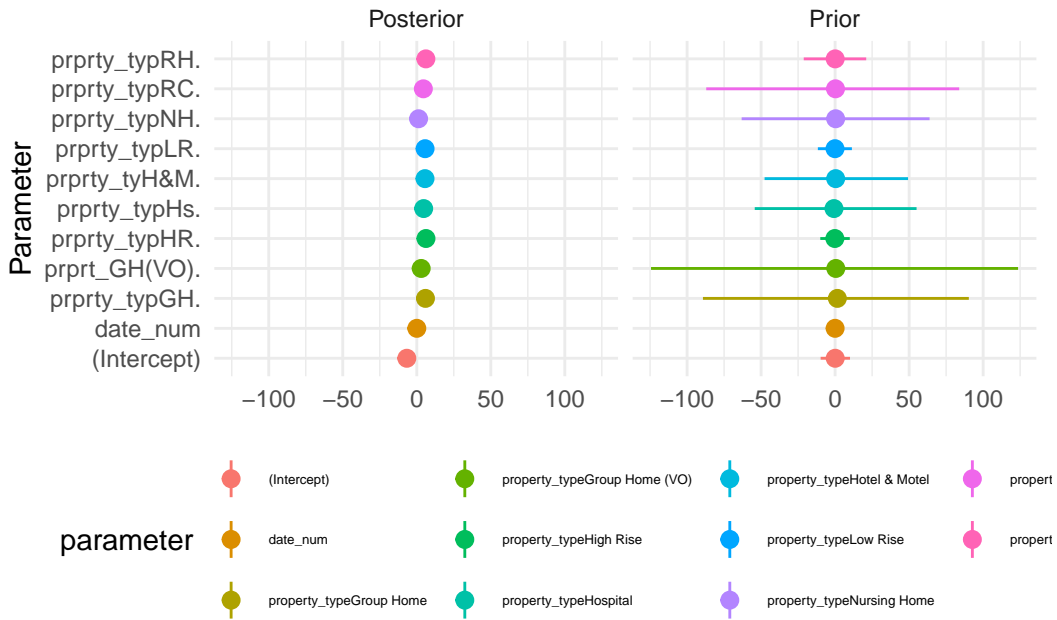 Posterior Prior
prprty_typRH.
prprty_typRC.
prprty_typNH.
prprty_typLR.
prprty_tyH&M.
prprty_typHs.
prprty_typHR.
prprt_GH(VO).
prprty_typGH.
date_num
(Intercept)
Parameter
−100 −50 0 50 100 −100 −50 0 50 100
parameter
(Intercept) property_typeGroup Home (VO) property_typeHotel & Motel propert
date_num property_typeHigh Rise property_typeLow Rise propert
property_typeGroup Home property_typeHospital property_typeNursing Home